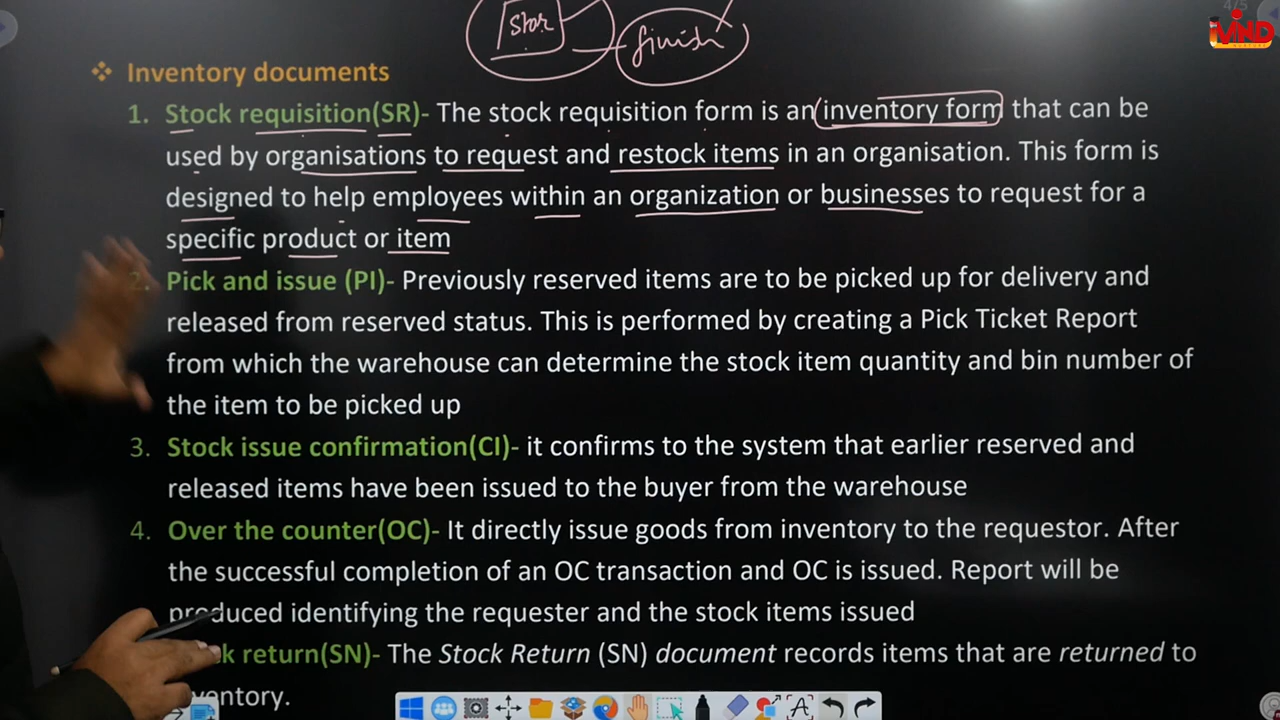 4/5
MIND
Stor
finish
❖ Inventory documents
1. Stock requisition(SR)- The stock requisition form is an inventory form that can be
used by organisations to request and restock items in an organisation. This form is
designed to help employees within an organization or businesses to request for a
specific product or item
2. Pick and issue (PI)- Previously reserved items are to be picked up for delivery and
released from reserved status. This is performed by creating a Pick Ticket Report
from which the warehouse can determine the stock item quantity and bin number of
the item to be picked up
3. Stock issue confirmation(CI)- it confirms to the system that earlier reserved and
released items have been issued to the buyer from the warehouse
4. Over the counter(OC)- It directly issue goods from inventory to the requestor. After
the successful completion of an OC transaction and OC is issued. Report will be
produced identifying the requester and the stock items issued
k return(SN)- The Stock Return (SN) document records items that are returned to
ventory.